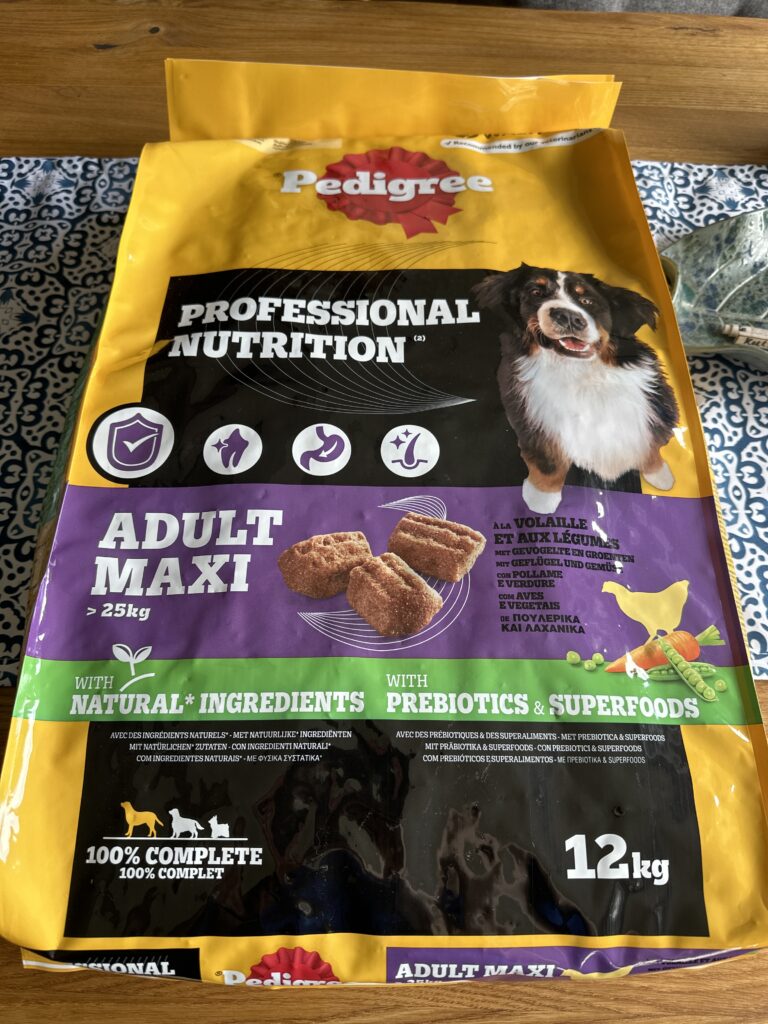 ✓ Recommended by our veterinarians
Pedigree
PROFESSIONAL
NUTRITION (2)
ADULT
MAXI
> 25kg
À LA VOLAILLE
ET AUX LÉGUMES
MET GEVOGELTE EN GROENTEN
MIT GEFLÜGEL UND GEMÜSE
CON POLLAME
E VERDURE
COM AVES
E VEGETAIS
ΜΕ ΠΟΥΛΕΡΙΚΑ
ΚΑΙ ΛΑΧΑΝΙΚΑ
WITH
NATURAL* INGREDIENTS
WITH
PREBIOTICS & SUPERFOODS
AVEC DES INGRÉDIENTS NATURELS* - MET NATUURLIJKE* INGREDIËNTEN
MIT NATÜRLICHEN* ZUTATEN - CON INGREDIENTI NATURALI*
COM INGREDIENTES NATURAIS* - ΜΕ ΦΥΣΙΚΑ ΣΥΣΤΑΤΙΚΑ*
AVEC DES PRÉBIOTIQUES & DES SUPERALIMENTS - MET PREBIOTICA & SUPERFOODS
MIT PRÄBIOTIKA & SUPERFOODS - CON PREBIOTICS & SUPERFOODS
COM PREBIÓTICOS E SUPERALIMENTOS - ΜΕ ΠΡΕΒΙΟΤΙΚΑ & SUPERFOODS
100% COMPLETE
100% COMPLET
12kg
SSIONAL
®Pedigree
ADULT MAXI